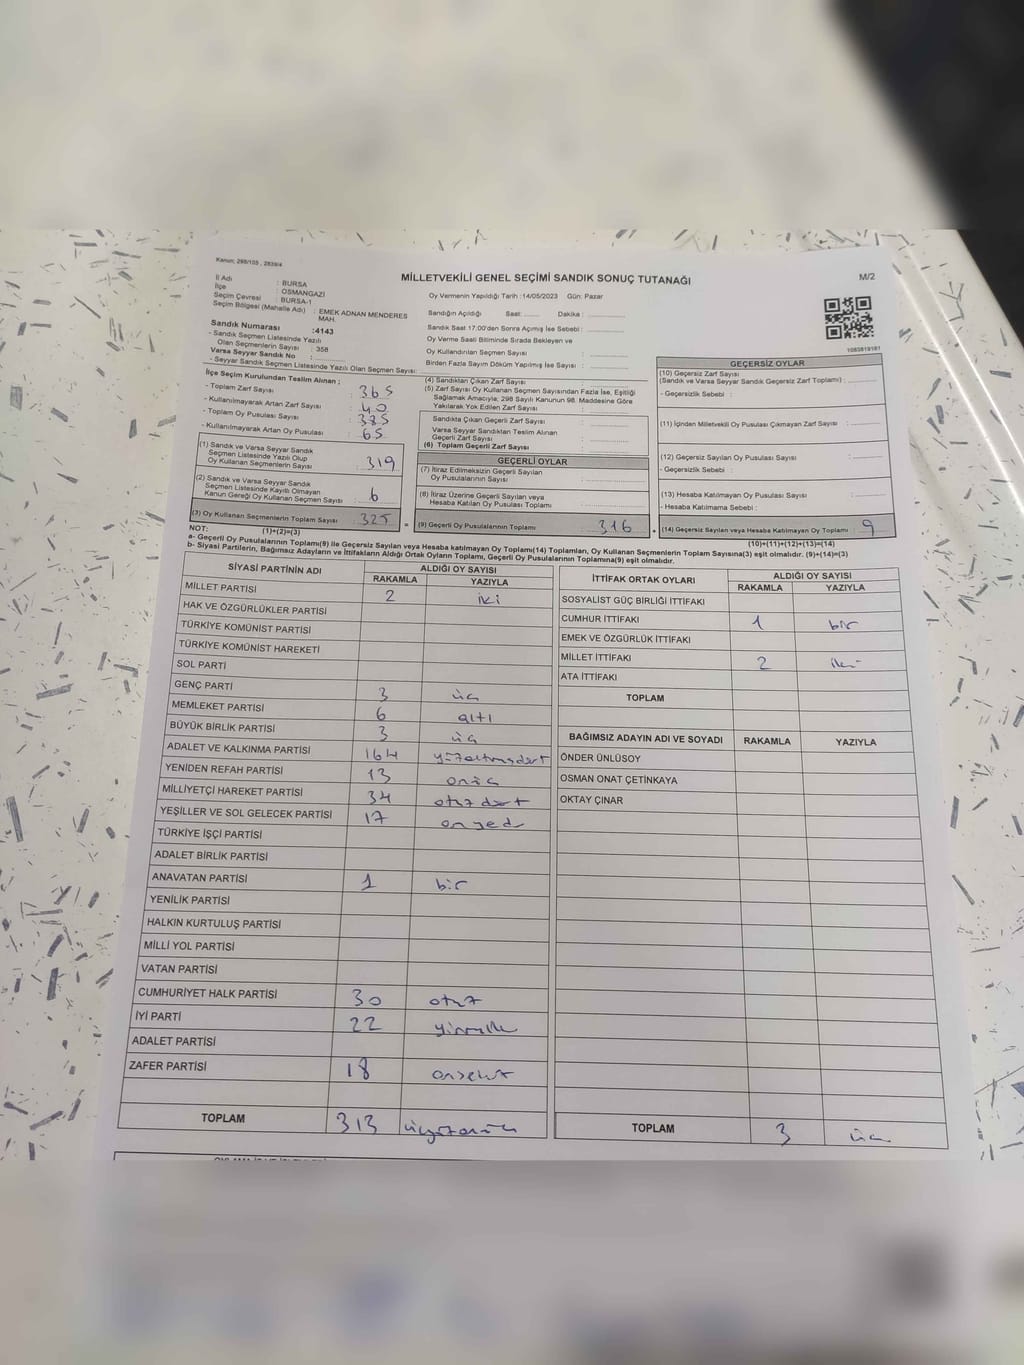 Kanun: 298/105 , 2839/4
MİLLETVEKİLİ GENEL SEÇİMİ SANDIK SONUÇ TUTANAĞI
M/2
İl Adı : BURSA
İlçe : OSMANGAZİ
Seçim Çevresi : BURSA-1
Seçim Bölgesi (Mahalle Adı) : EMEK ADNAN MENDERES MAH.
Sandık Numarası :4143
- Sandık Seçmen Listesinde Yazılı
Olan Seçmenlerin Sayısı : 358
Varsa Seyyar Sandık No :
- Seyyar Sandık Seçmen Listesinde Yazılı Olan Seçmen Sayısı:
Oy Vermenin Yapıldığı Tarih :14/05/2023 Gün: Pazar
Sandığın Açıldığı Saat: Dakika :
Sandık Saat 17:00'den Sonra Açımış İse Sebebi :
Oy Verme Saati Bitiminde Sırada Bekleyen ve
Oy Kullandırılan Seçmen Sayısı :
Birden Fazla Sayım Döküm Yapılmış İse Sayısı :
1083819181
İlçe Seçim Kurulundan Teslim Alınan ;
- Toplam Zarf Sayısı : 365
- Kullanılmayarak Artan Zarf Sayısı : 40
- Toplam Oy Pusulası Sayısı : 385
- Kullanılmayarak Artan Oy Pusulası : 65
(1) Sandık ve Varsa Seyyar Sandık
Seçmen Listesinde Yazılı Olup
Oy Kullanan Seçmenlerin Sayısı : 319
(2) Sandık ve Varsa Seyyar Sandık
Seçmen Listesinde Kayıtlı Olmayan
Kanun Gereği Oy Kullanan Seçmen Sayısı : 6
(3) Oy Kullanan Seçmenlerin Toplam Sayısı : 325
(1)+(2)=(3)
(4) Sandıktan Çıkan Zarf Sayısı :
(5) Zarf Sayısı Oy Kullanan Seçmen Sayısından Fazla İse, Eşitliği
Sağlamak Amacıyla, 298 Sayılı Kanunun 98. Maddesine Göre
Yakılarak Yok Edilen Zarf Sayısı :
Sandıkta Çıkan Geçerli Zarf Sayısı :
Varsa Seyyar Sandıktan Teslim Alınan
Geçerli Zarf Sayısı :
(6) Toplam Geçerli Zarf Sayısı :
GEÇERLİ OYLAR
(7) İtiraz Edilmeksizin Geçerli Sayılan
Oy Pusulalarının Sayısı :
(8) İtiraz Üzerine Geçerli Sayılan veya
Hesaba Katılan Oy Pusulası Sayısı :
= (9) Geçerli Oy Pusulalarının Toplamı : 316
GEÇERSİZ OYLAR
(10) Geçersiz Zarf Sayısı
(Sandık ve Varsa Seyyar Sandık Geçersiz Zarf Toplamı) :
- Geçersizlik Sebebi :
(11) İçinden Milletvekili Oy Pusulası Çıkmayan Zarf Sayısı :
(12) Geçersiz Sayılan Oy Pusulası Sayısı :
- Geçersizlik Sebebi :
(13) Hesaba Katılmayan Oy Pusulası Sayısı :
- Hesaba Katılmama Sebebi :
+ (14) Geçersiz Sayılan veya Hesaba Katılmayan Oy Toplamı : 9
(10)+(11)+(12)+(13)=(14)
NOT:
a- Geçerli Oy Pusulalarının Toplamı(9) ile Geçersiz Sayılan veya Hesaba katılmayan Oy Toplamı(14) Toplamları, Oy Kullanan Seçmenlerin Toplam Sayısına(3) eşit olmalıdır. (9)+(14)=(3)
b- Siyasi Partilerin, Bağımsız Adayların ve İttifakların Aldığı Ortak Oyların Toplamı, Geçerli Oy Pusulalarının Toplamına(9) eşit olmalıdır.
SİYASİ PARTİNİN ADI ALDIĞI OY SAYISI
RAKAMLA YAZIYLA
MİLLET PARTİSİ 2 iki
HAK VE ÖZGÜRLÜKLER PARTİSİ
TÜRKİYE KOMÜNİST PARTİSİ
TÜRKİYE KOMÜNİST HAREKETİ
SOL PARTİ
GENÇ PARTİ 3 üç
MEMLEKET PARTİSİ 6 altı
BÜYÜK BİRLİK PARTİSİ 3 üç
ADALET VE KALKINMA PARTİSİ 164 yüzaltmışdört
YENİDEN REFAH PARTİSİ 13 onüç
MİLLİYETÇİ HAREKET PARTİSİ 34 otuz dört
YEŞİLLER VE SOL GELECEK PARTİSİ 17 onyedi
TÜRKİYE İŞÇİ PARTİSİ
ADALET BİRLİK PARTİSİ
ANAVATAN PARTİSİ 1 bir
YENİLİK PARTİSİ
HALKIN KURTULUŞ PARTİSİ
MİLLİ YOL PARTİSİ
VATAN PARTİSİ
CUMHURİYET HALK PARTİSİ 30 otuz
İYİ PARTİ 22 yirmiiki
ADALET PARTİSİ
ZAFER PARTİSİ 18 onsekiz
TOPLAM 313 üçyüzonüç
İTTİFAK ORTAK OYLARI ALDIĞI OY SAYISI
RAKAMLA YAZIYLA
SOSYALİST GÜÇ BİRLİĞİ İTTİFAKI
CUMHUR İTTİFAKI 1 bir
EMEK VE ÖZGÜRLÜK İTTİFAKI
MİLLET İTTİFAKI 2 iki
ATA İTTİFAKI
TOPLAM
BAĞIMSIZ ADAYIN ADI VE SOYADI RAKAMLA YAZIYLA
ÖNDER ÜNLÜSOY
OSMAN ONAT ÇETİNKAYA
OKTAY ÇINAR
TOPLAM 3 üç